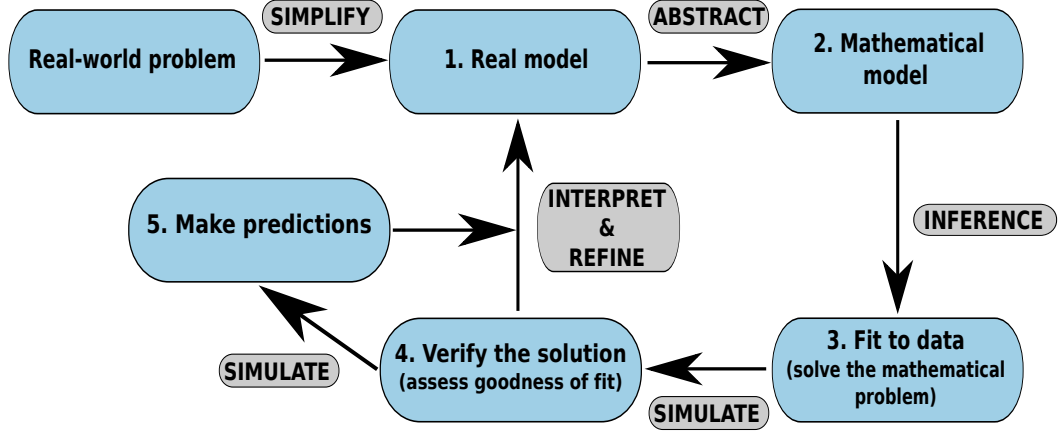 SIMPLIFY
ABSTRACT
Real-world problem
1. Real model
2. Mathematical
model
INTERPRET
&
REFINE
5. Make predictions
INFERENCE
3. Fit to data
(solve the mathematical
problem)
4. Verify the solution
(assess goodness of fit)
SIMULATE
SIMULATE